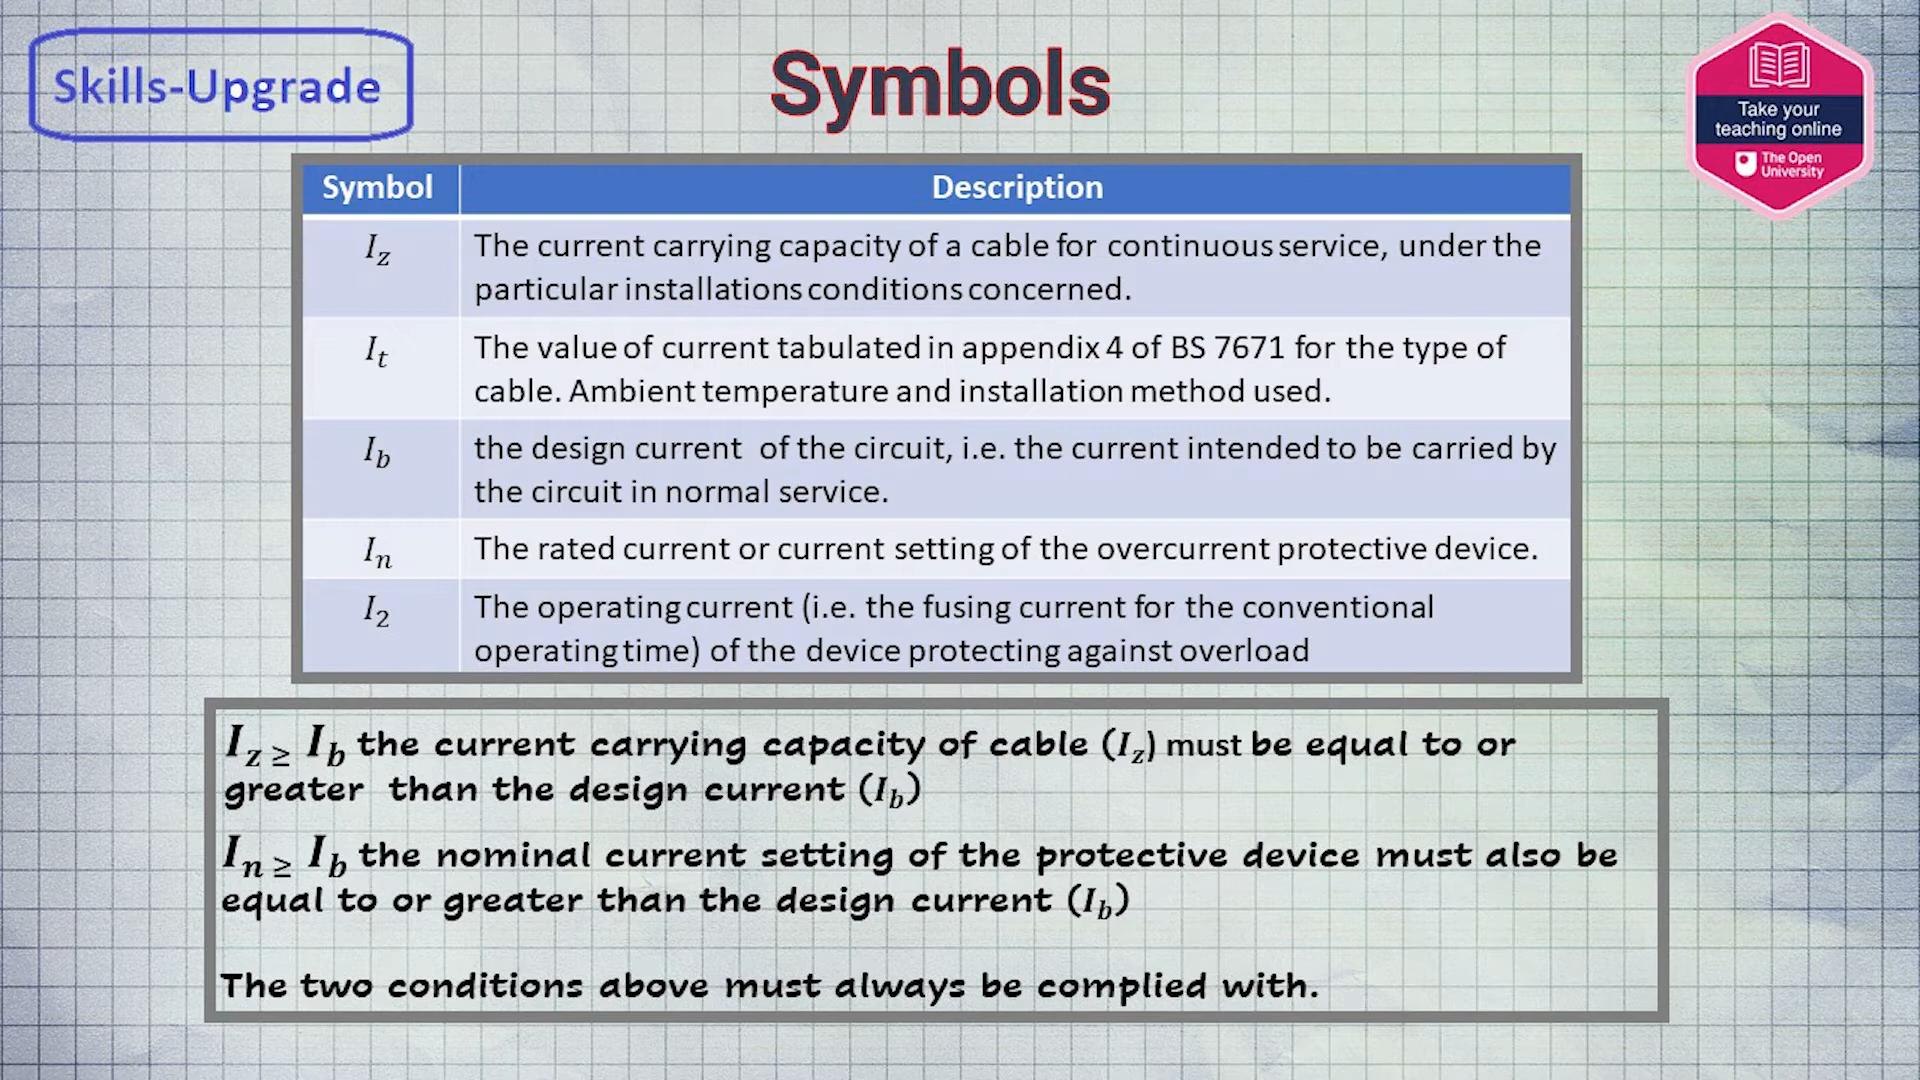 Skills-Upgrade
Symbols
Take your
teaching online
The Open
University
Symbol Description
I_z The current carrying capacity of a cable for continuous service, under the
particular installations conditions concerned.
I_t The value of current tabulated in appendix 4 of BS 7671 for the type of
cable. Ambient temperature and installation method used.
I_b the design current of the circuit, i.e. the current intended to be carried by
the circuit in normal service.
I_n The rated current or current setting of the overcurrent protective device.
I_2 The operating current (i.e. the fusing current for the conventional
operating time) of the device protecting against overload
I_z ≥ I_b the current carrying capacity of cable (I_z) must be equal to or
greater than the design current (I_b)
I_n ≥ I_b the nominal current setting of the protective device must also be
equal to or greater than the design current (I_b)
The two conditions above must always be complied with.